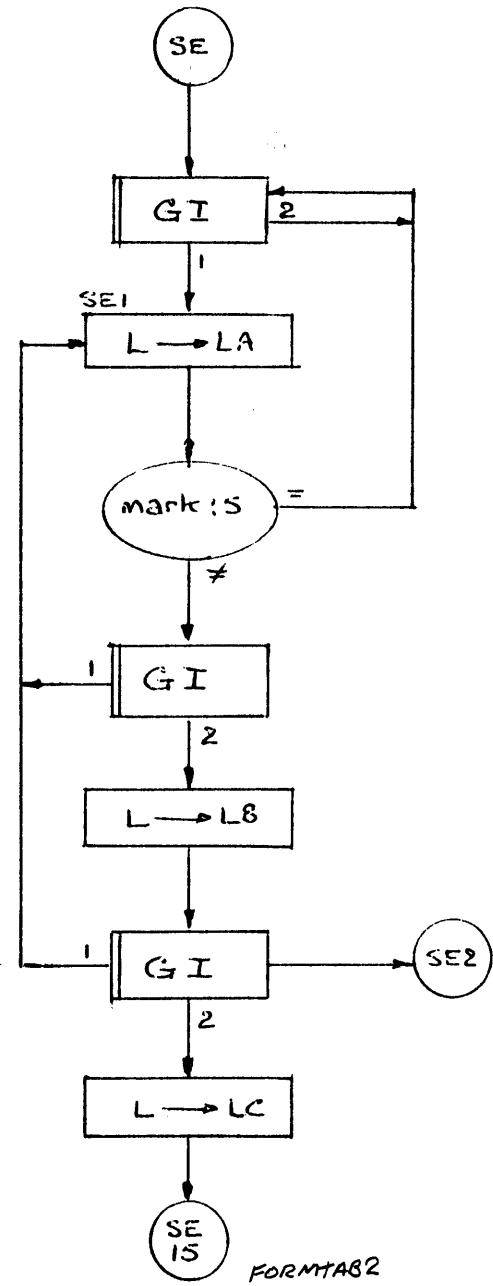 SE
GI
2
1
SE1
L → LA
mark : S
=
≠
1
GI
2
L → LB
1
GI
SE2
2
L → LC
SE
15
FORMTAB2